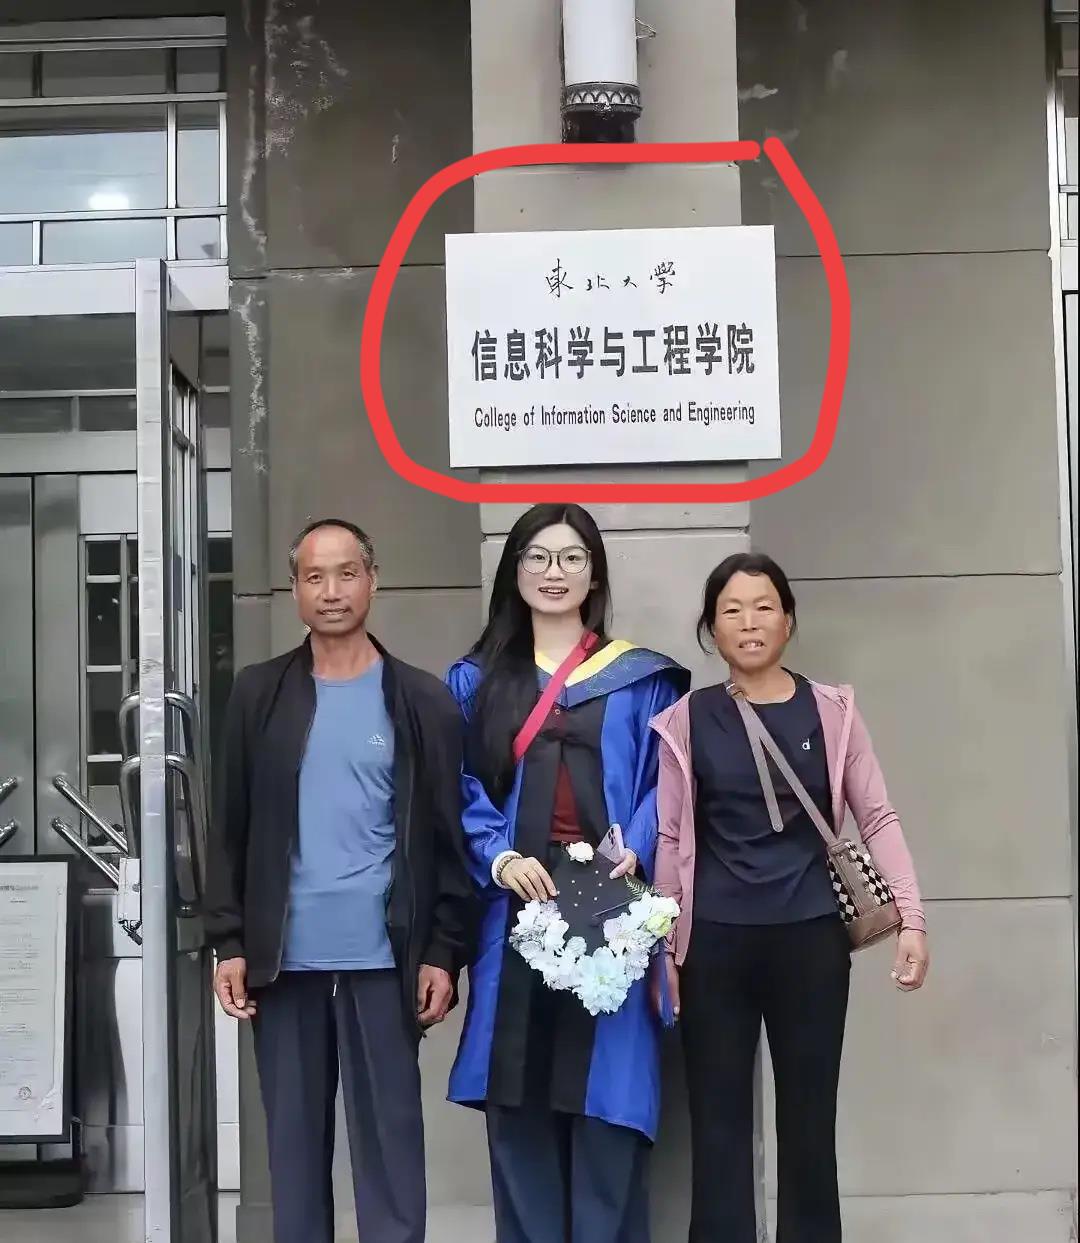 東北大學
信息科学与工程学院
College of Information Science and Engineering